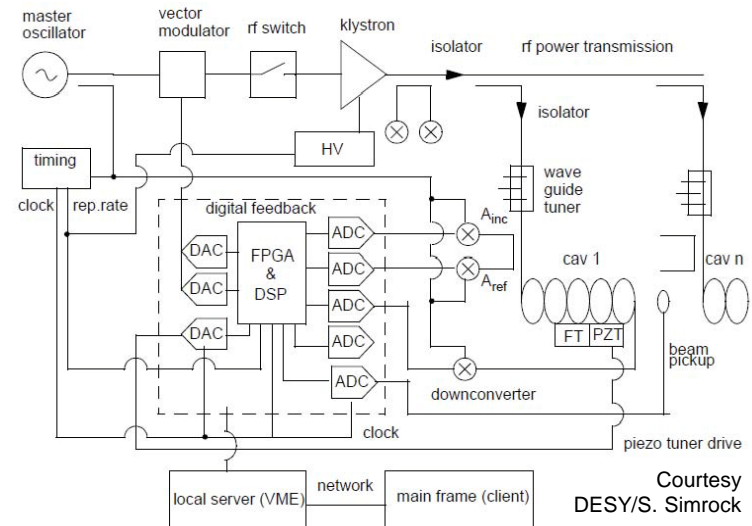 master
oscillator
vector
modulator
rf switch
klystron
isolator
rf power transmission
isolator
HV
timing
clock
rep.rate
wave
guide
tuner
digital feedback
A_inc
A_ref
DAC
DAC
DAC
FPGA
&
DSP
ADC
ADC
ADC
ADC
ADC
cav 1
cav n
FT
PZT
beam
pickup
downconverter
clock
piezo tuner drive
network
local server (VME)
main frame (client)
Courtesy
DESY/S. Simrock